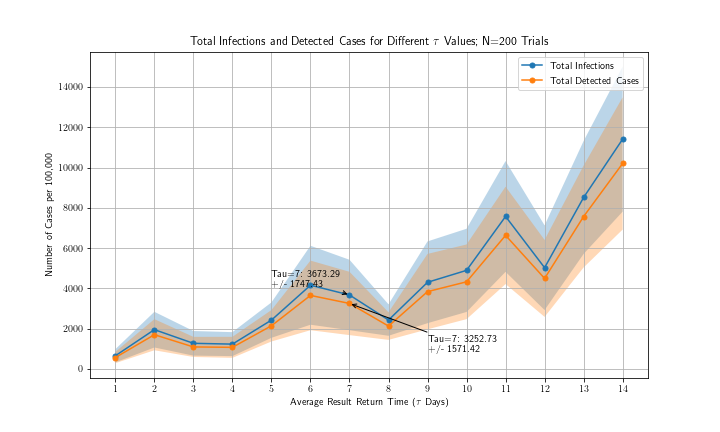 Total Infections and Detected Cases for Different τ Values; N=200 Trials
Total Infections
Total Detected Cases
Number of Cases per 100,000
14000
12000
10000
8000
6000
4000
2000
0
Tau=7: 3673.29
+/- 1747.43
Tau=7: 3252.73
+/- 1571.42
1 2 3 4 5 6 7 8 9 10 11 12 13 14
Average Result Return Time (τ Days)